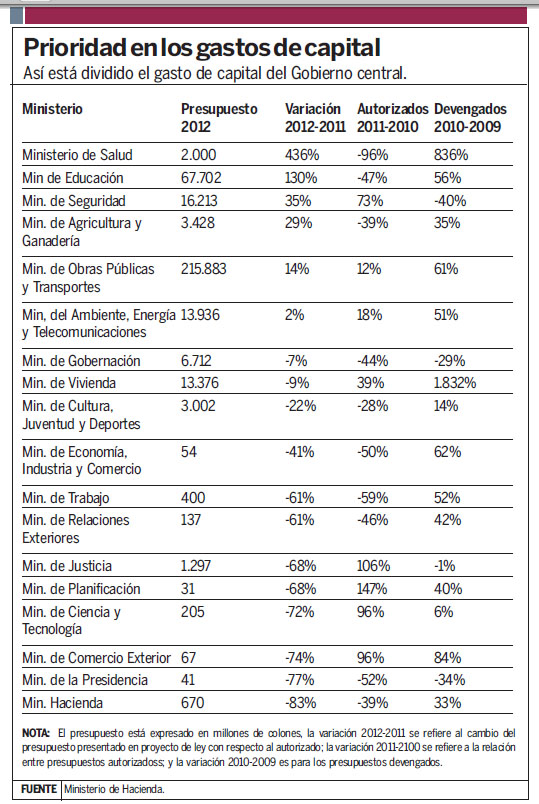 Prioridad en los gastos de capital
Así está dividido el gasto de capital del Gobierno central.
Ministerio Presupuesto Variación Autorizados Devengados
2012 2012-2011 2011-2010 2010-2009
Ministerio de Salud 2.000 436% -96% 836%
Min de Educación 67.702 130% -47% 56%
Min. de Seguridad 16.213 35% 73% -40%
Min. de Agricultura y 3.428 29% -39% 35%
Ganadería
Min. de Obras Públicas 215.883 14% 12% 61%
y Transportes
Min, del Ambiente, Energía 13.936 2% 18% 51%
y Telecomunicaciones
Min. de Gobernación 6.712 -7% -44% -29%
Min. de Vivienda 13.376 -9% 39% 1.832%
Min. de Cultura, 3.002 -22% -28% 14%
Juventud y Deportes
Min. de Economía, 54 -41% -50% 62%
Industria y Comercio
Min. de Trabajo 400 -61% -59% 52%
Min. de Relaciones 137 -61% -46% 42%
Exteriores
Min. de Justicia 1.297 -68% 106% -1%
Min. de Planificación 31 -68% 147% 40%
Min. de Ciencia y 205 -72% 96% 6%
Tecnología
Min. de Comercio Exterior 67 -74% 96% 84%
Min. de la Presidencia 41 -77% -52% -34%
Min. Hacienda 670 -83% -39% 33%
NOTA: El presupuesto está expresado en millones de colones, la variación 2012-2011 se refiere al cambio del
presupuesto presentado en proyecto de ley con respecto al autorizado; la variación 2011-2100 se refiere a la relación
entre presupuestos autorizadoss; y la variación 2010-2009 es para los presupuestos devengados.
FUENTE Ministerio de Hacienda.